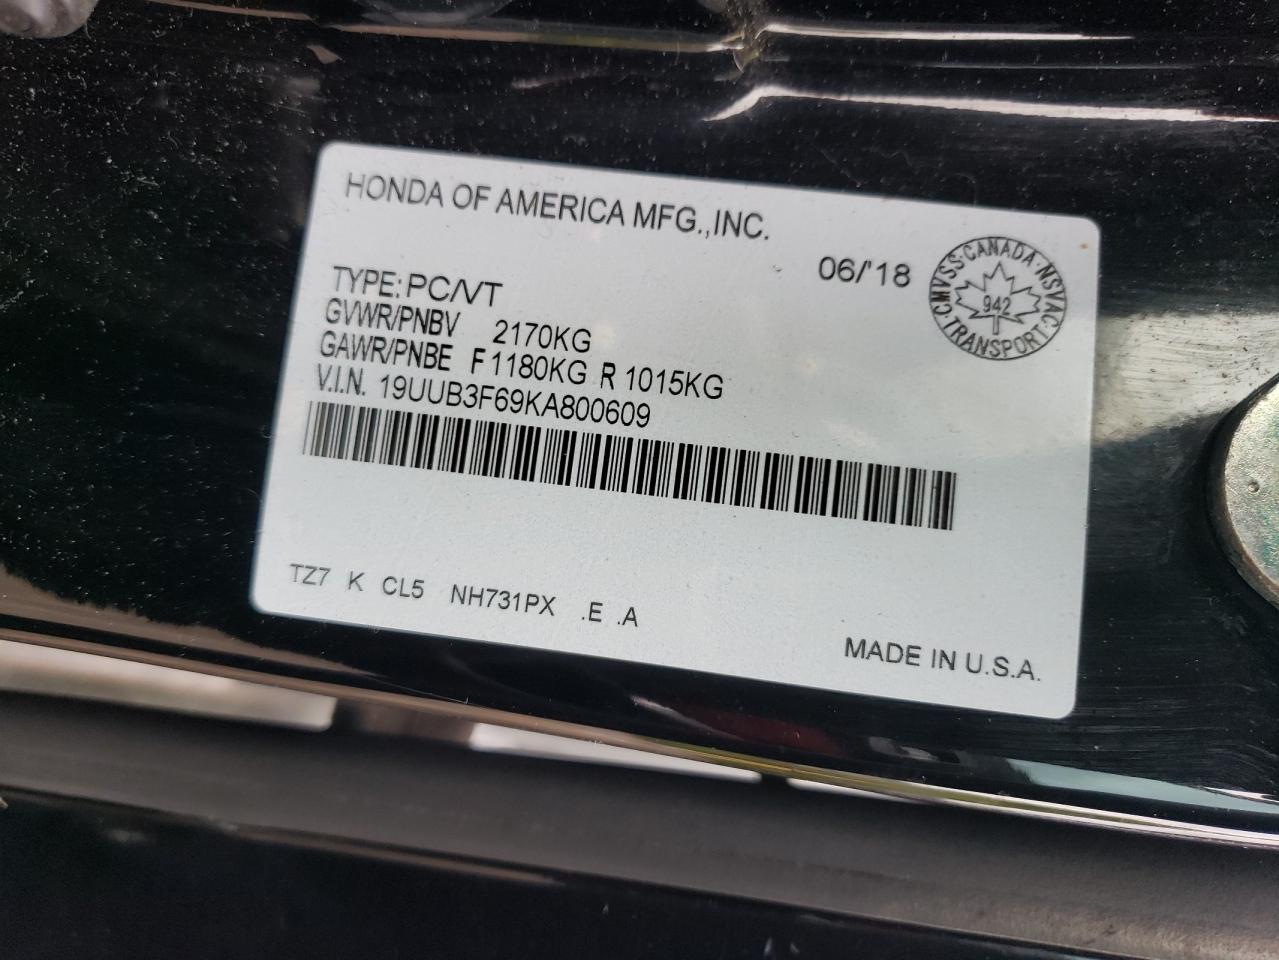 HONDA OF AMERICA MFG.,INC.
06/'18
CMVSS·CANADA·NSVAC·TRANSPORT·
942
TYPE:PC/VT
GVWR/PNBV 2170KG
GAWR/PNBE F 1180KG R 1015KG
V.I.N. 19UUB3F69KA800609
TZ7 K CL5 NH731PX .E .A
MADE IN U.S.A.